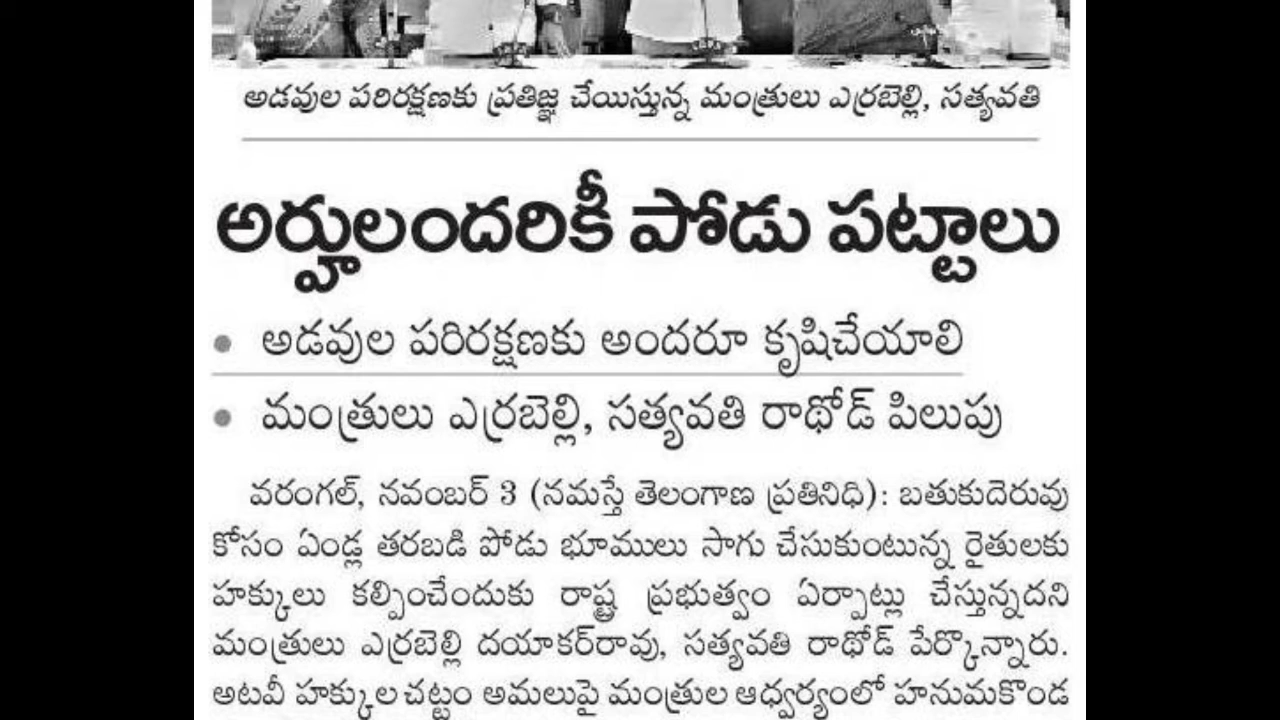 అడవుల పరిరక్షణకు ప్రతిజ్ఞ చేయిస్తున్న మంత్రులు ఎర్రబెల్లి, సత్యవతి
అర్హులందరికీ పోడు పట్టాలు
• అడవుల పరిరక్షణకు అందరూ కృషిచేయాలి
• మంత్రులు ఎర్రబెల్లి, సత్యవతి రాథోడ్ పిలుపు
వరంగల్, నవంబర్ 3 (నమస్తే తెలంగాణ ప్రతినిధి): బతుకుదెరువు
కోసం ఏండ్ల తరబడి పోడు భూములు సాగు చేసుకుంటున్న రైతులకు
హక్కులు కల్పించేందుకు రాష్ట్ర ప్రభుత్వం ఏర్పాట్లు చేస్తున్నదని
మంత్రులు ఎర్రబెల్లి దయాకర్‌రావు, సత్యవతి రాథోడ్ పేర్కొన్నారు.
అటవీ హక్కుల చట్టం అమలుపై మంత్రుల ఆధ్వర్యంలో హనుమకొండ